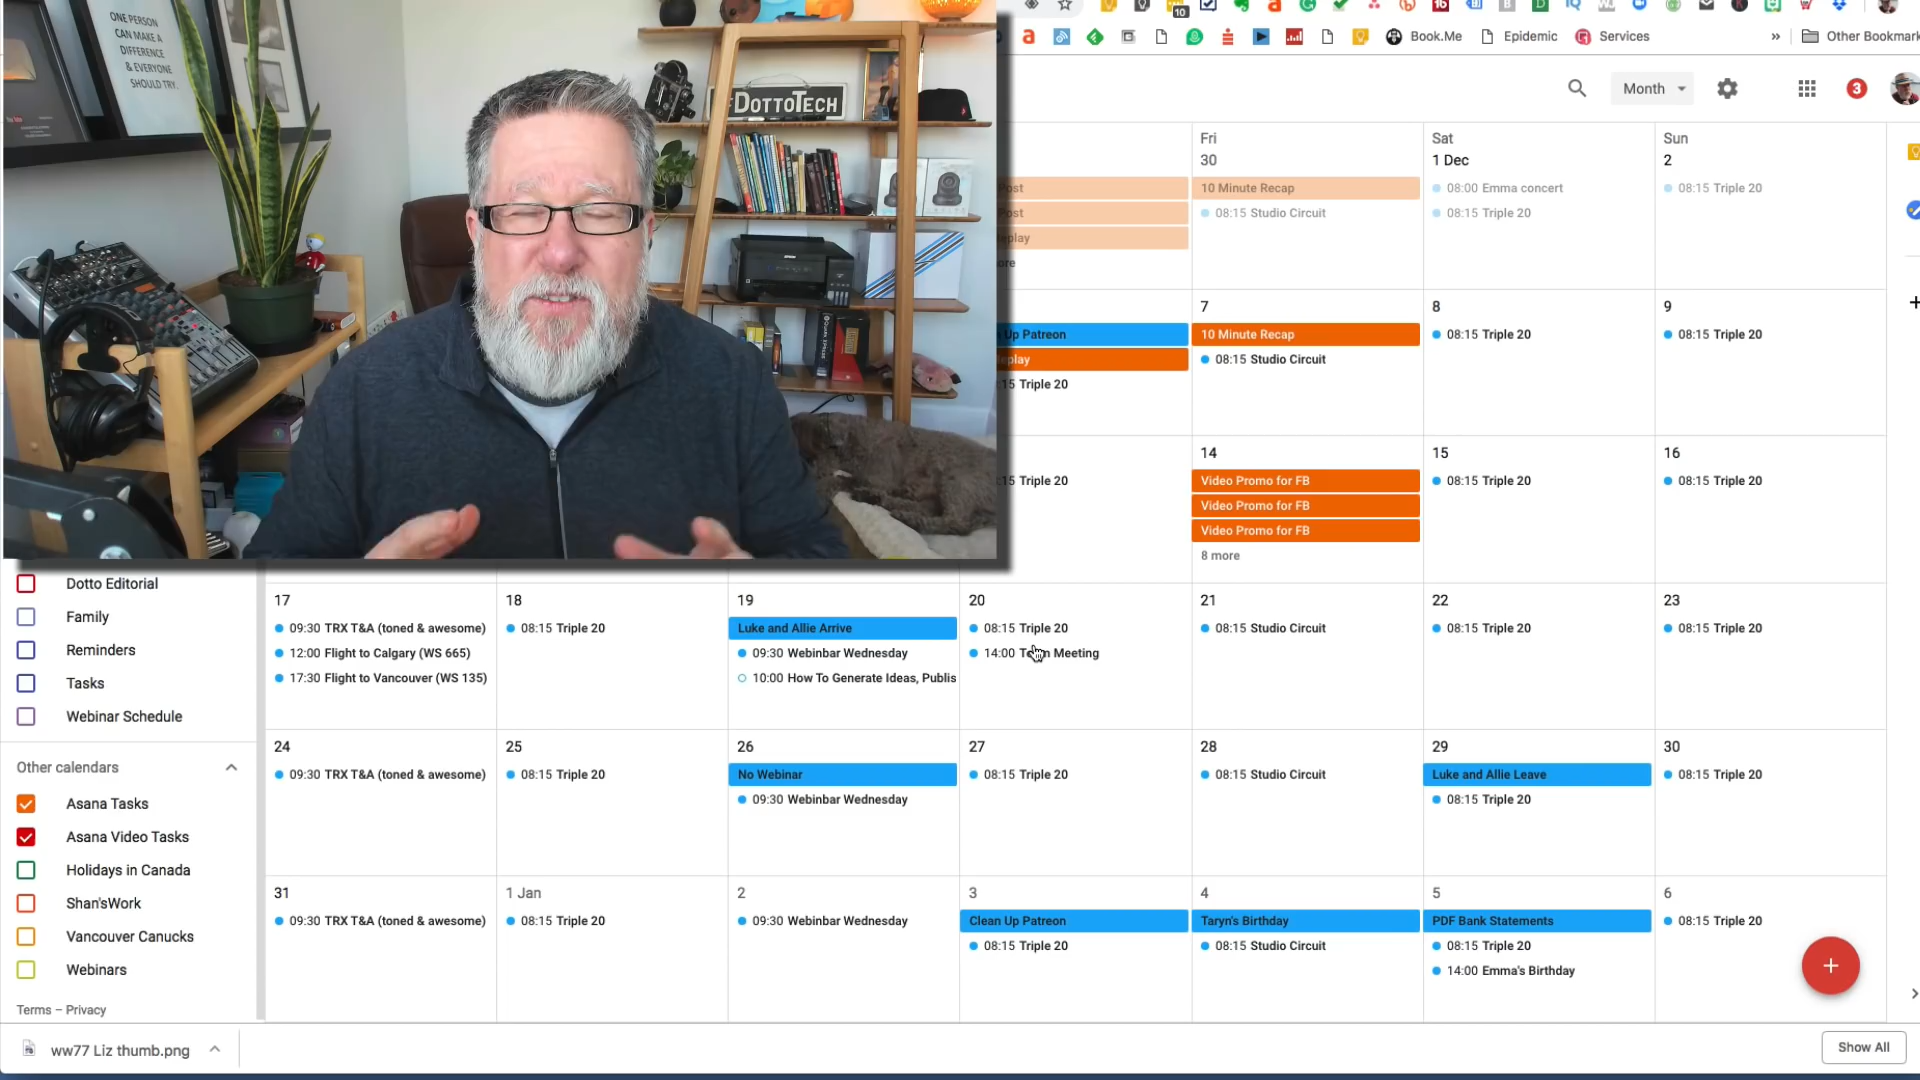 ONE PERSON
CAN MAKE A
DIFFERENCE
& EVERYONE
SHOULD TRY.
#DOTTOTECH
10
Book.Me
Epidemic
Services
»
Other Bookmark
Month
3
Fri
30
10 Minute Recap
08:15 Studio Circuit
Sat
1 Dec
08:00 Emma concert
08:15 Triple 20
Sun
2
08:15 Triple 20
Post
Post
eplay
ore
Up Patreon
eplay
15 Triple 20
7
10 Minute Recap
08:15 Studio Circuit
8
08:15 Triple 20
9
08:15 Triple 20
:15 Triple 20
14
Video Promo for FB
Video Promo for FB
Video Promo for FB
8 more
15
08:15 Triple 20
16
08:15 Triple 20
Dotto Editorial
Family
Reminders
Tasks
Webinar Schedule
Other calendars
Asana Tasks
Asana Video Tasks
Holidays in Canada
Shan'sWork
Vancouver Canucks
Webinars
Terms – Privacy
17
09:30 TRX T&A (toned & awesome)
12:00 Flight to Calgary (WS 665)
17:30 Flight to Vancouver (WS 135)
18
08:15 Triple 20
19
Luke and Allie Arrive
09:30 Webinbar Wednesday
10:00 How To Generate Ideas, Publis
20
08:15 Triple 20
14:00 Meeting
21
08:15 Studio Circuit
22
08:15 Triple 20
23
08:15 Triple 20
24
09:30 TRX T&A (toned & awesome)
25
08:15 Triple 20
26
No Webinar
09:30 Webinbar Wednesday
27
08:15 Triple 20
28
08:15 Studio Circuit
29
Luke and Allie Leave
08:15 Triple 20
30
08:15 Triple 20
31
09:30 TRX T&A (toned & awesome)
1 Jan
08:15 Triple 20
2
09:30 Webinbar Wednesday
3
Clean Up Patreon
08:15 Triple 20
4
Taryn's Birthday
08:15 Studio Circuit
5
PDF Bank Statements
08:15 Triple 20
14:00 Emma's Birthday
6
08:15 Triple 20
ww77 Liz thumb.png
Show All